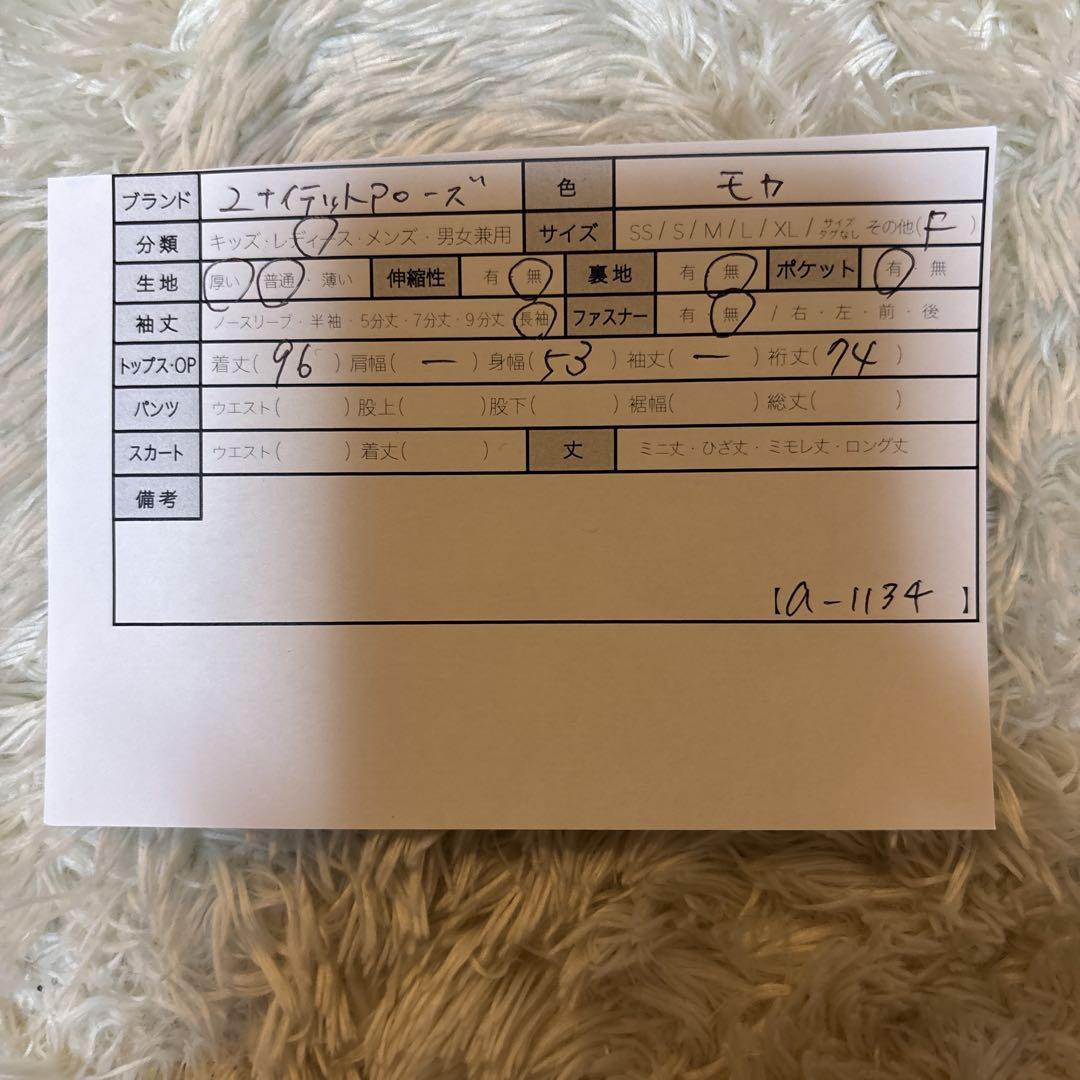 ブランド ユナイテットアローズ 色 モカ
分類 キッズ・レディース・メンズ・男女兼用 サイズ SS / S / M / L / XL / サイズタグなし その他( F )
生地 厚い・普通・薄い 伸縮性 有・無 裏地 有・無 ポケット 有・無
袖丈 ノースリーブ・半袖・5分丈・7分丈・9分丈・長袖 ファスナー 有・無 / 右・左・前・後
トップス・OP 着丈( 96 ) 肩幅( ー ) 身幅( 53 ) 袖丈( ー ) 裄丈( 74 )
パンツ ウエスト( ) 股上( ) 股下( ) 裾幅( ) 総丈( )
スカート ウエスト( ) 着丈( ) 丈 ミニ丈・ひざ丈・ミモレ丈・ロング丈
備考
【a-1134】